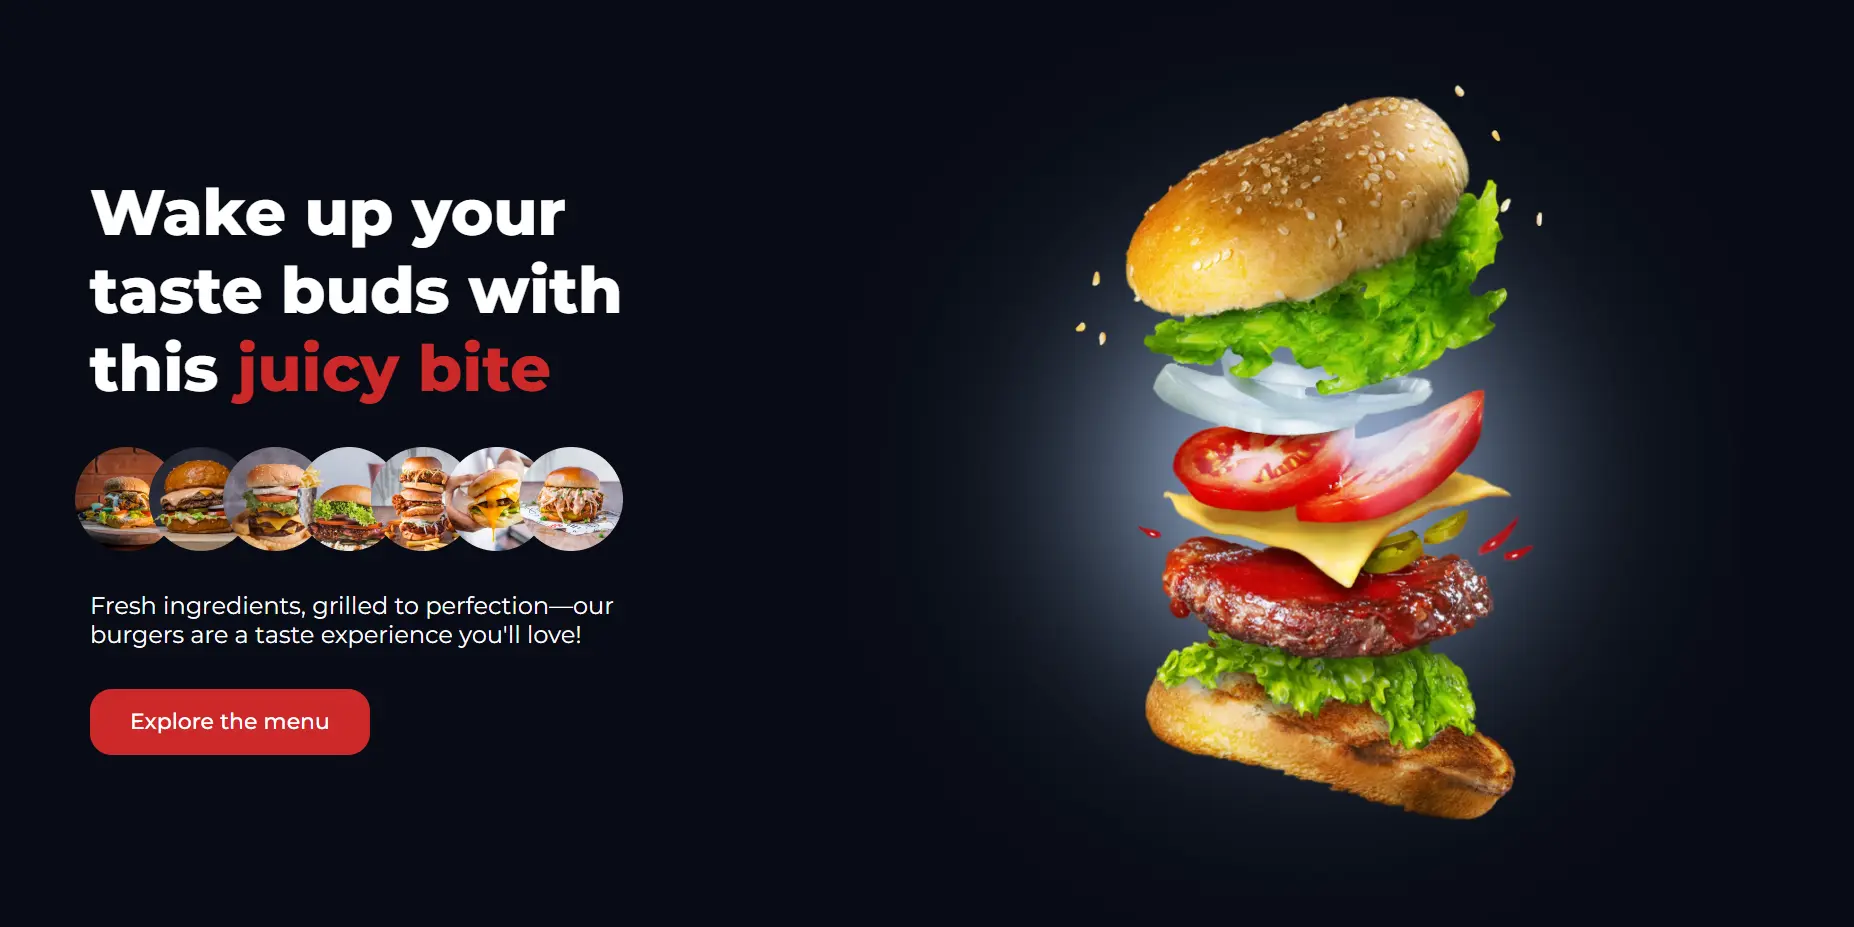 Wake up your
taste buds with
this juicy bite
Fresh ingredients, grilled to perfection—our
burgers are a taste experience you'll love!
Explore the menu